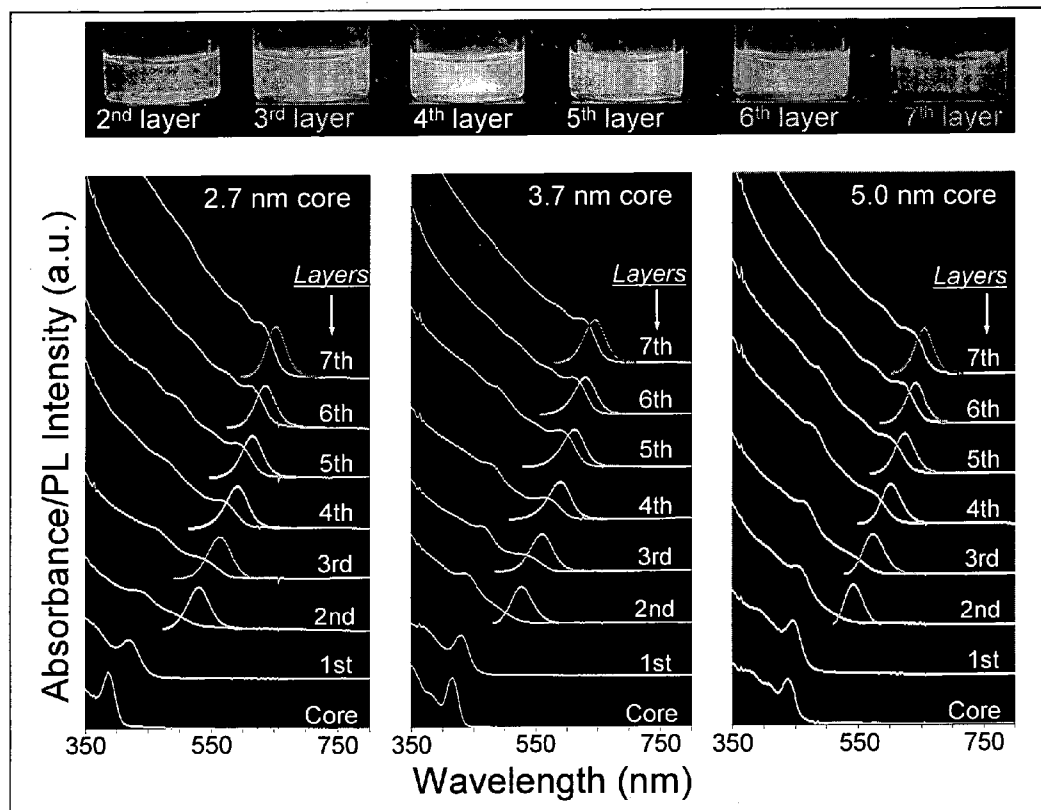 2nd layer 3rd layer 4th layer 5th layer 6th layer 7th layer
Absorbance/PL Intensity (a.u.)
2.7 nm core
Layers
7th
6th
5th
4th
3rd
2nd
1st
Core
350 550 750
3.7 nm core
Layers
7th
6th
5th
4th
3rd
2nd
1st
Core
350 550 750
5.0 nm core
Layers
7th
6th
5th
4th
3rd
2nd
1st
Core
350 550 750
Wavelength (nm)